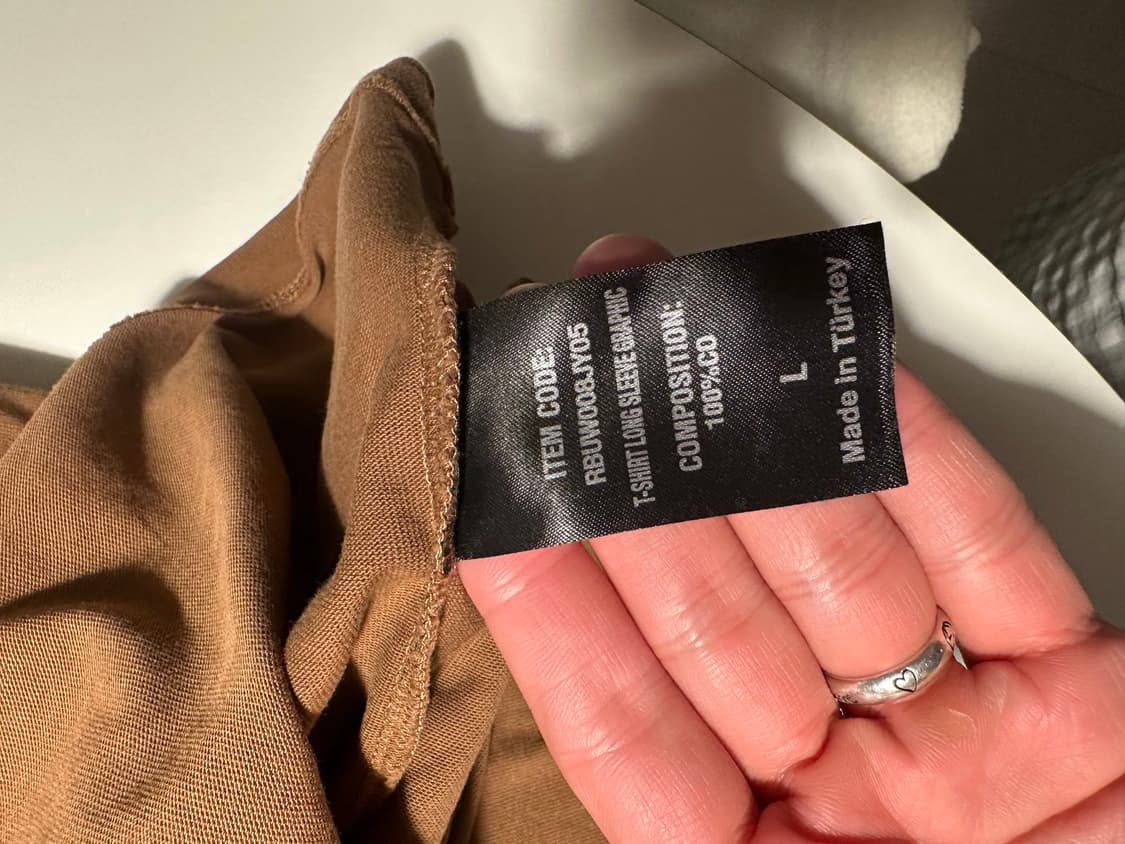 ITEM CODE:
RBUW008JY05
T-SHIRT LONG SLEEVE GRAPHIC
COMPOSITION:
100%CO
L
Made in Türkey